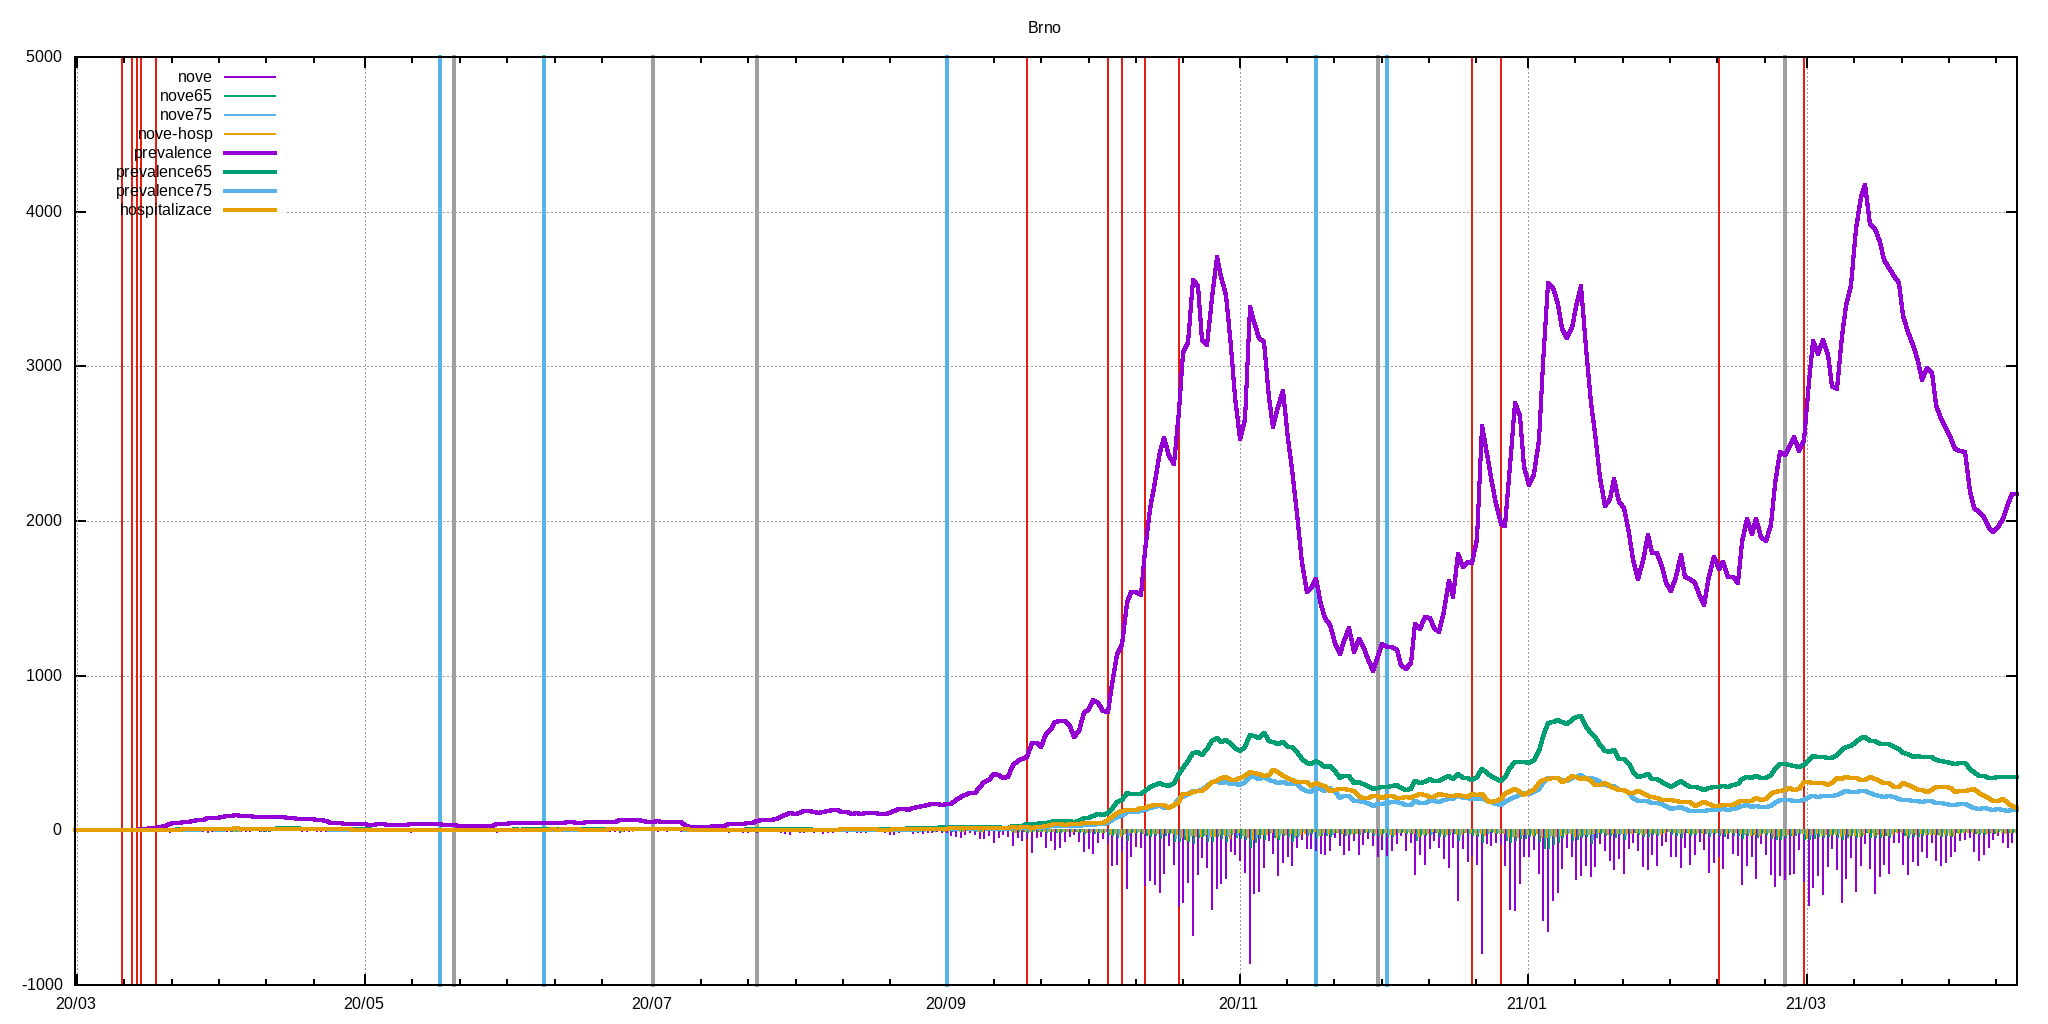 Brno
5000
nove
nove65
nove75
nove-hosp
prevalence
prevalence65
prevalence75
hospitalizace
4000
3000
2000
1000
0
-1000
20/03 20/05 20/07 20/09 20/11 21/01 21/03